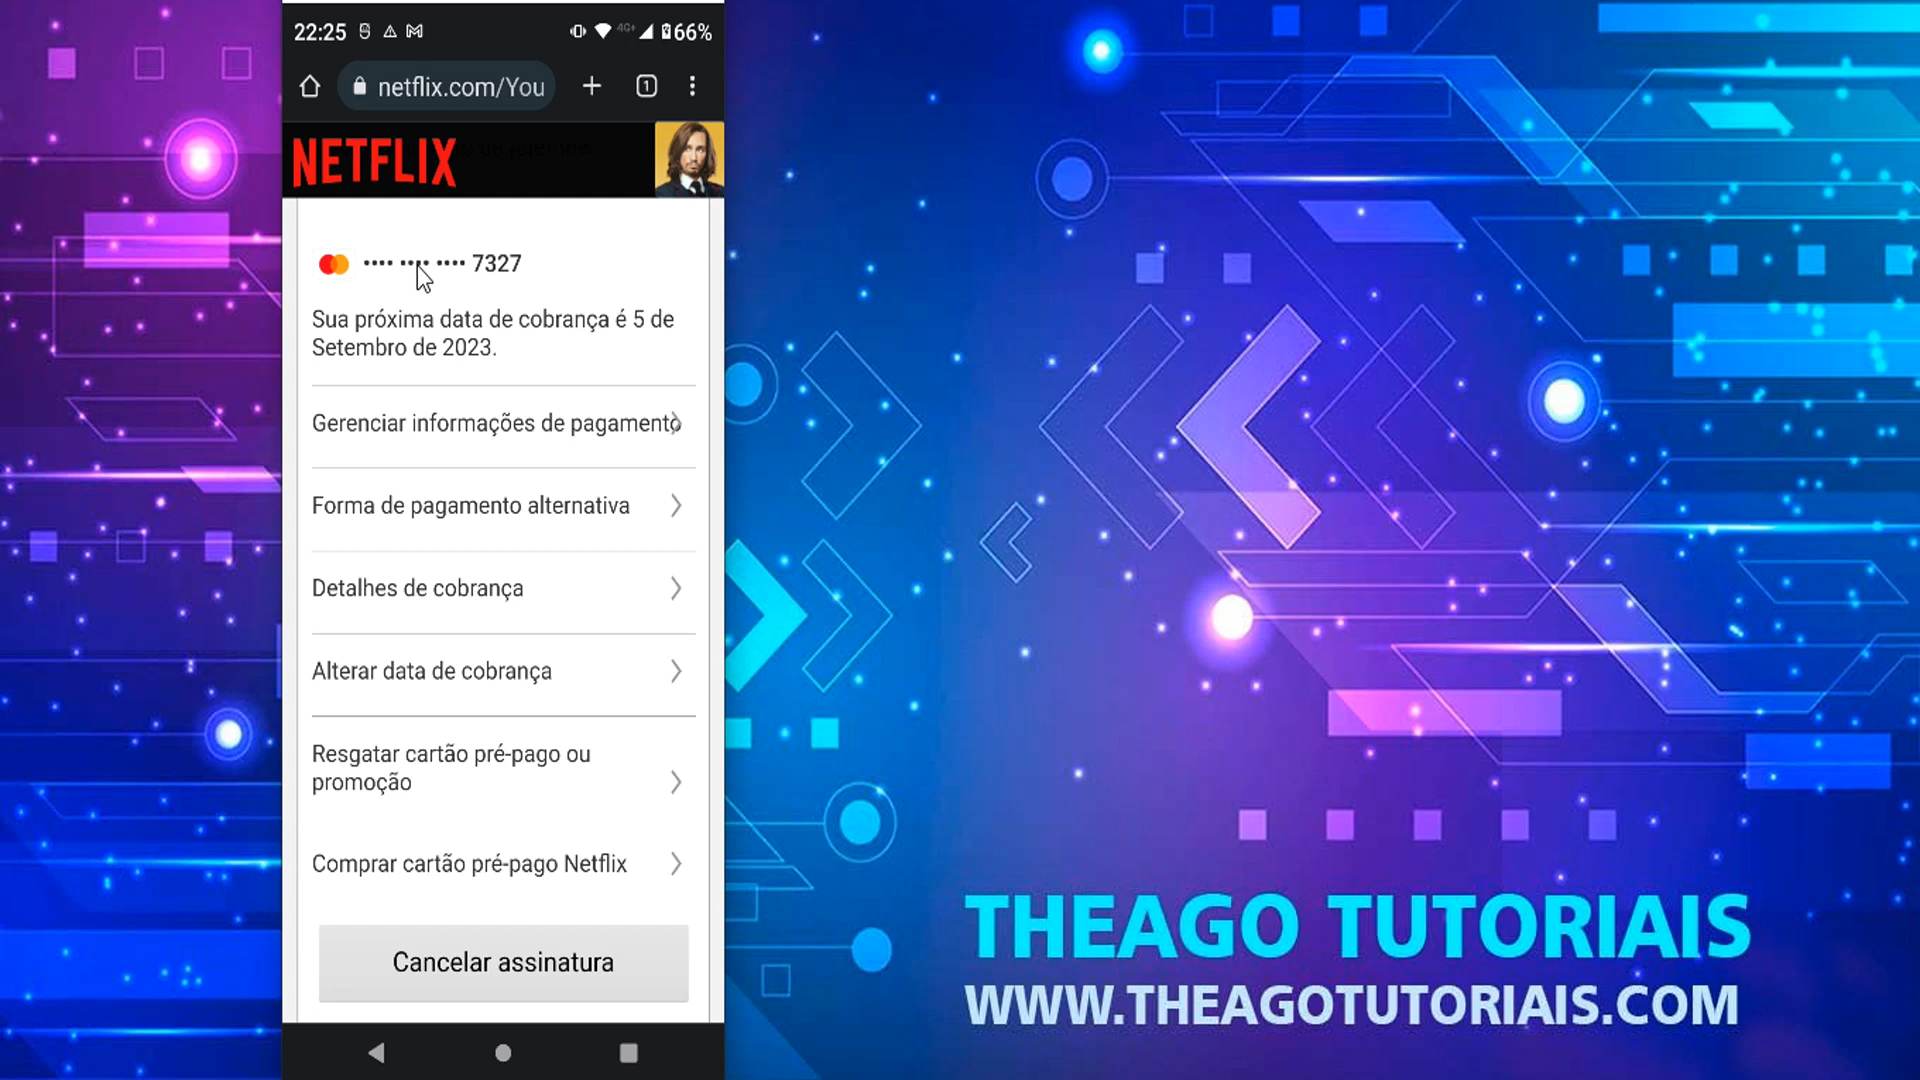 22:25
4G+
66%
netflix.com/You
1
NETFLIX
•••• •••• •••• 7327
Sua próxima data de cobrança é 5 de
Setembro de 2023.
Gerenciar informações de pagamento
Forma de pagamento alternativa
Detalhes de cobrança
Alterar data de cobrança
Resgatar cartão pré-pago ou
promoção
Comprar cartão pré-pago Netflix
Cancelar assinatura
THEAGO TUTORIAIS
WWW.THEAGOTUTORIAIS.COM